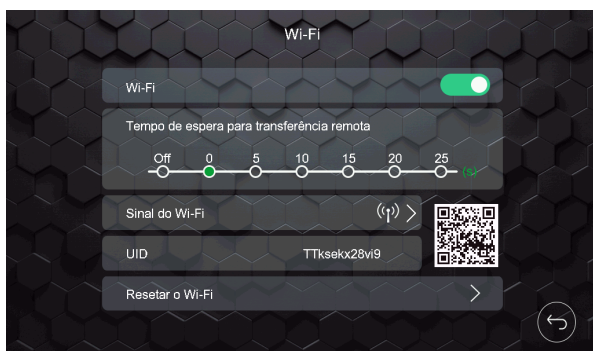 Wi-Fi
Wi-Fi
Tempo de espera para transferência remota
Off 0 5 10 15 20 25 (s)
Sinal do Wi-Fi
UID TTksekx28vi9
Resetar o Wi-Fi